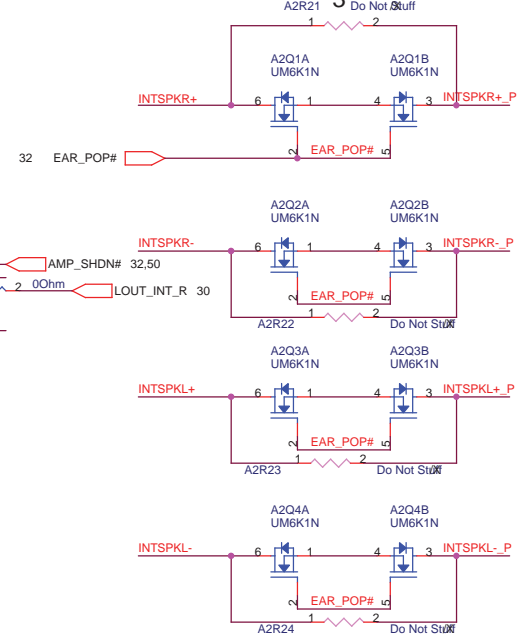 A2R21 Do Not Stuff
1 2
A2Q1A A2Q1B
UM6K1N UM6K1N
INTSPKR+ 6 1 4 3 INTSPKR+_P
32 EAR_POP# 2 EAR_POP# 5
A2Q2A A2Q2B
UM6K1N UM6K1N
INTSPKR- 6 1 4 3 INTSPKR-_P
AMP_SHDN# 32,50
2 0Ohm LOUT_INT_R 30
2 EAR_POP# 5
1 2
A2R22 Do Not Stuff
A2Q3A A2Q3B
UM6K1N UM6K1N
INTSPKL+ 6 1 4 3 INTSPKL+_P
2 EAR_POP# 5
1 2
A2R23 Do Not Stuff
A2Q4A A2Q4B
UM6K1N UM6K1N
INTSPKL- 6 1 4 3 INTSPKL-_P
2 EAR_POP# 5
1 2
A2R24 Do Not Stuff